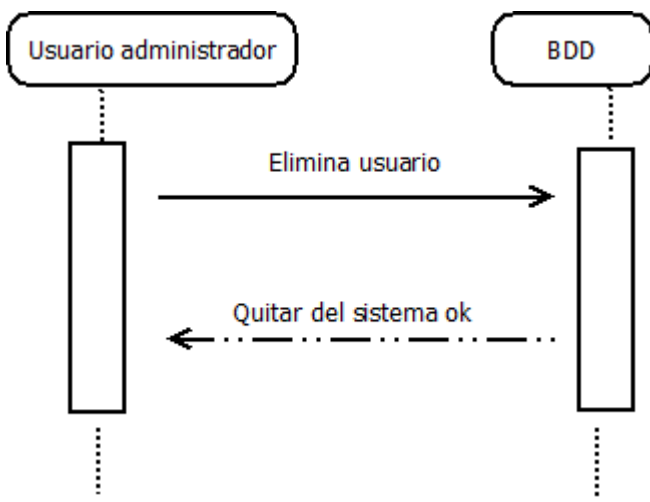 Usuario administrador
BDD
Elimina usuario
Quitar del sistema ok